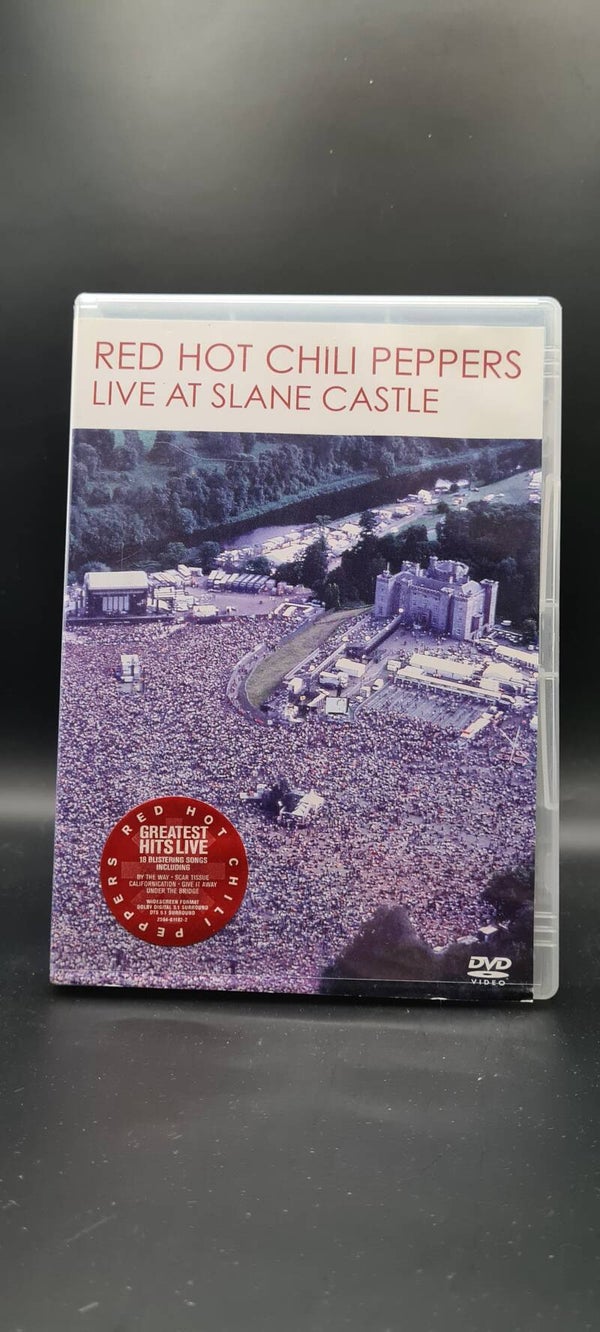 RED HOT CHILI PEPPERS
LIVE AT SLANE CASTLE
RED HOT CHILI PEPPERS
GREATEST
HITS LIVE
18 BLISTERING SONGS
INCLUDING
BY THE WAY · SCAR TISSUE
CALIFORNICATION · GIVE IT AWAY
UNDER THE BRIDGE
WIDESCREEN FORMAT
DOLBY DIGITAL 5.1 SURROUND
DTS 5.1 SURROUND
DVD
VIDEO